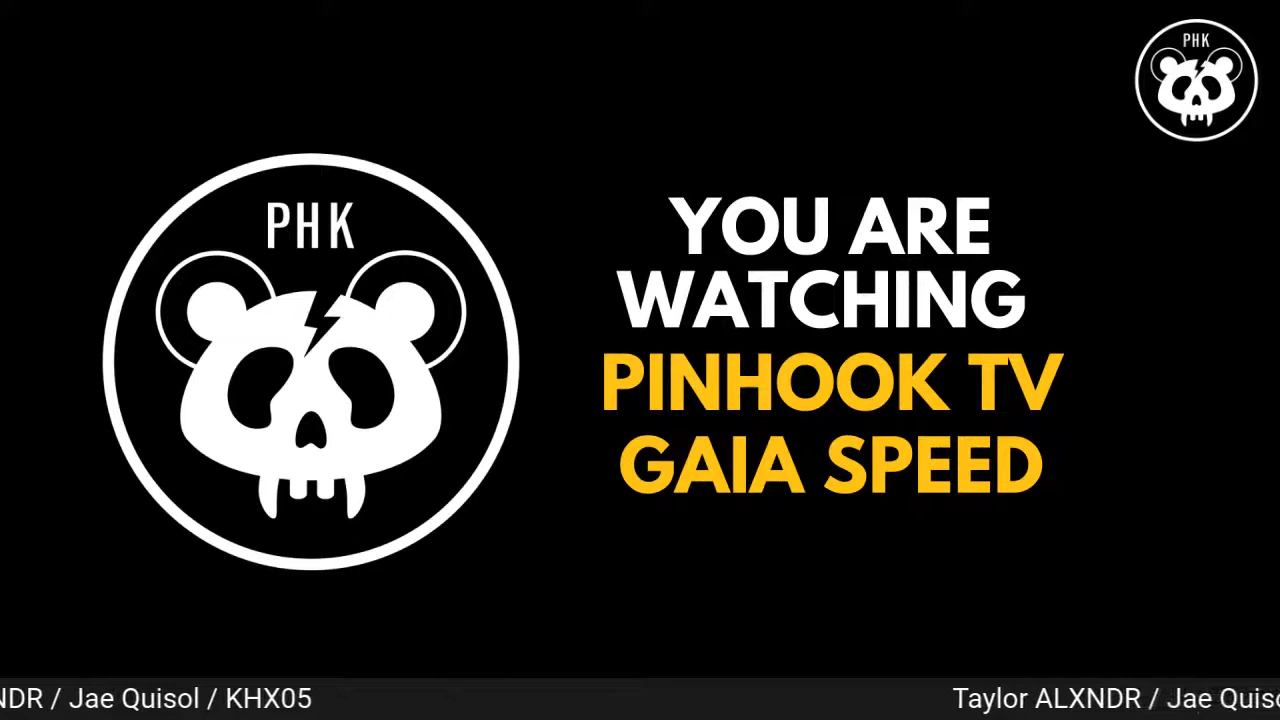 PHK
PHK
YOU ARE
WATCHING
PINHOOK TV
GAIA SPEED
NDR / Jae Quisol / KHX05
Taylor ALXNDR / Jae Quiso